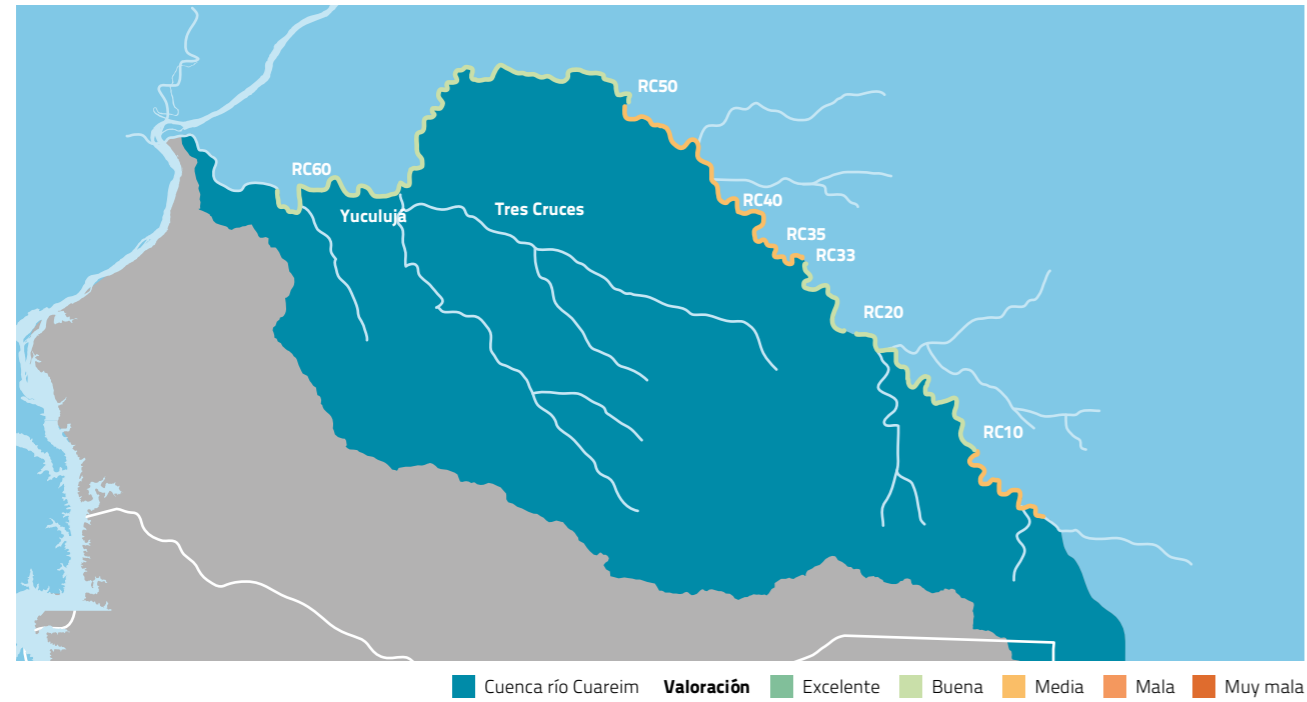 RC50
RC60
RC40
Yuculujá
Tres Cruces
RC35
RC33
RC20
RC10
Cuenca río Cuareim Valoración Excelente Buena Media Mala Muy mala